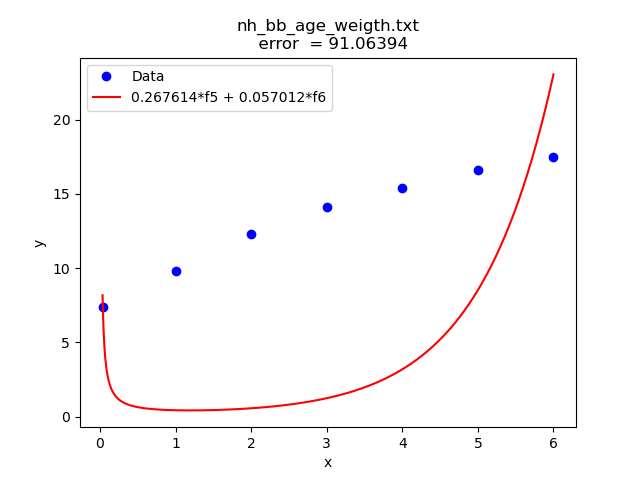 nh_bb_age_weigth.txt
error = 91.06394
Data
0.267614*f5 + 0.057012*f6
y
20
15
10
5
0
0 1 2 3 4 5 6
x